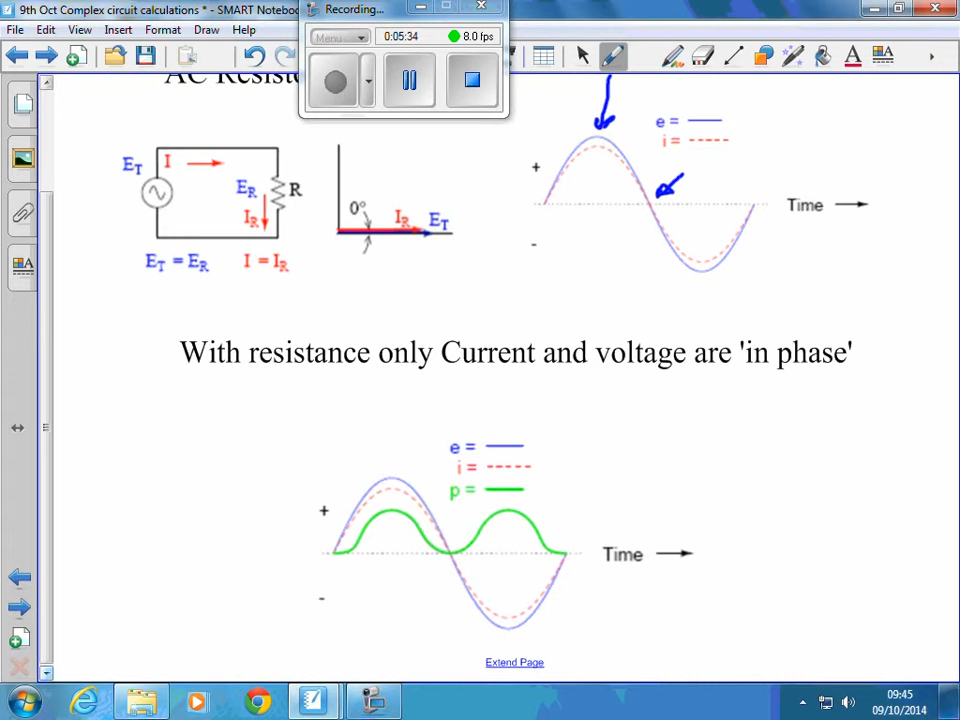 9th Oct Complex circuit calculations * - SMART Notebo
Recording...
File Edit View Insert Format Draw Help
Menu 0:05:34 8.0 fps
AC Resist
e =
i =
+
-
Time
E_T I
E_R R
I_R
E_T = E_R I = I_R
0° I_R E_T
With resistance only Current and voltage are 'in phase'
e =
i =
p =
+
-
Time
Extend Page
09:45
09/10/2014